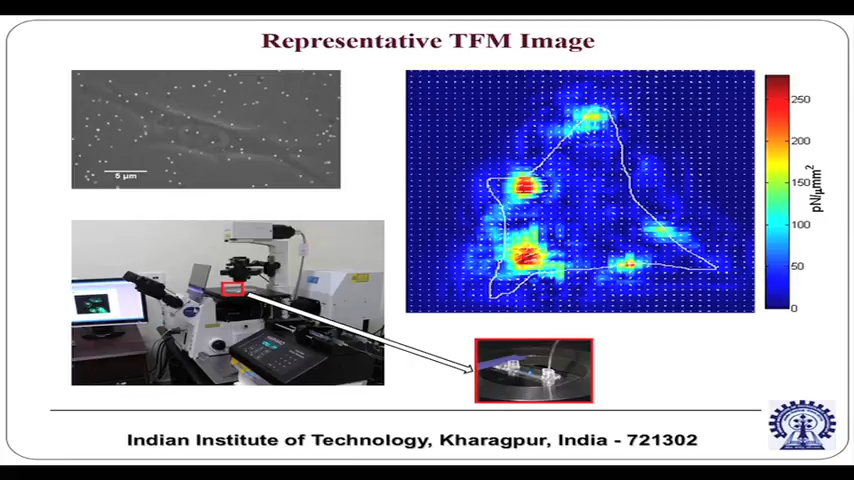 Representative TFM Image
5 µm
250
200
150
100
50
0
pN/µmm²
Indian Institute of Technology, Kharagpur, India - 721302